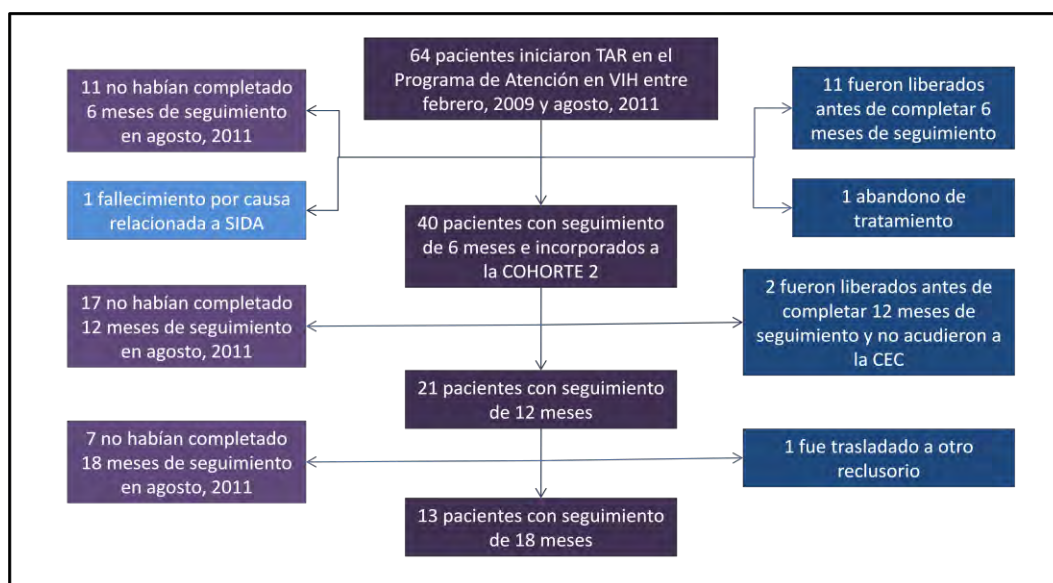 64 pacientes iniciaron TAR en el
Programa de Atención en VIH entre
febrero, 2009 y agosto, 2011
11 no habían completado
6 meses de seguimiento
en agosto, 2011
11 fueron liberados
antes de completar 6
meses de seguimiento
1 fallecimiento por causa
relacionada a SIDA
1 abandono de
tratamiento
40 pacientes con seguimiento
de 6 meses e incorporados a
la COHORTE 2
17 no habían completado
12 meses de seguimiento
en agosto, 2011
2 fueron liberados antes de
completar 12 meses de
seguimiento y no acudieron a
la CEC
21 pacientes con seguimiento
de 12 meses
7 no habían completado
18 meses de seguimiento
en agosto, 2011
1 fue trasladado a otro
reclusorio
13 pacientes con seguimiento
de 18 meses